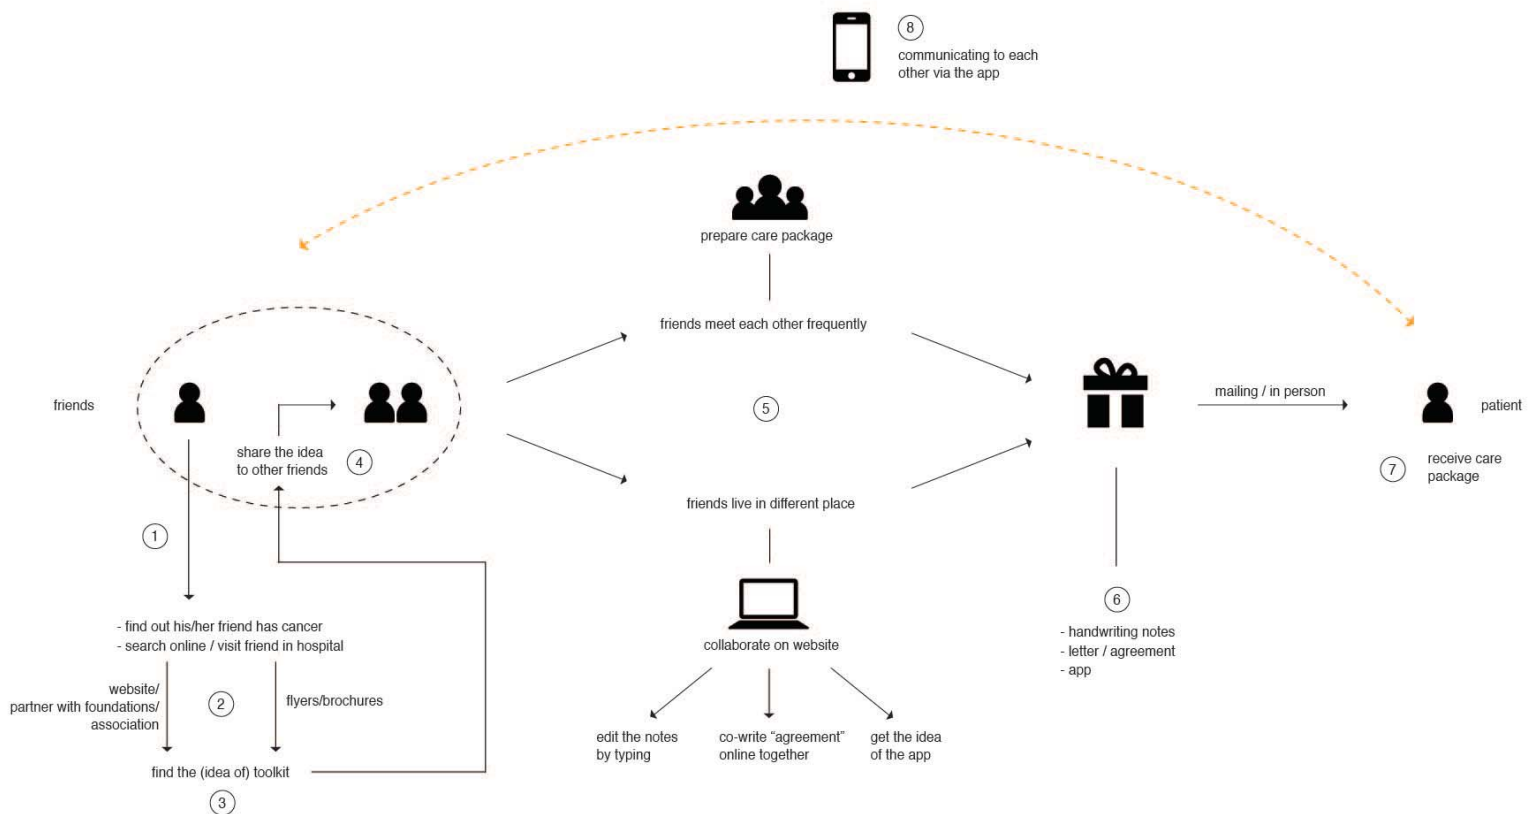 8
communicating to each
other via the app
prepare care package
friends meet each other frequently
friends
share the idea
to other friends
4
5
mailing / in person
patient
7
receive care
package
friends live in different place
1
- find out his/her friend has cancer
- search online / visit friend in hospital
website/
partner with foundations/
association
2
flyers/brochures
find the (idea of) toolkit
3
collaborate on website
edit the notes
by typing
co-write “agreement”
online together
get the idea
of the app
6
- handwriting notes
- letter / agreement
- app